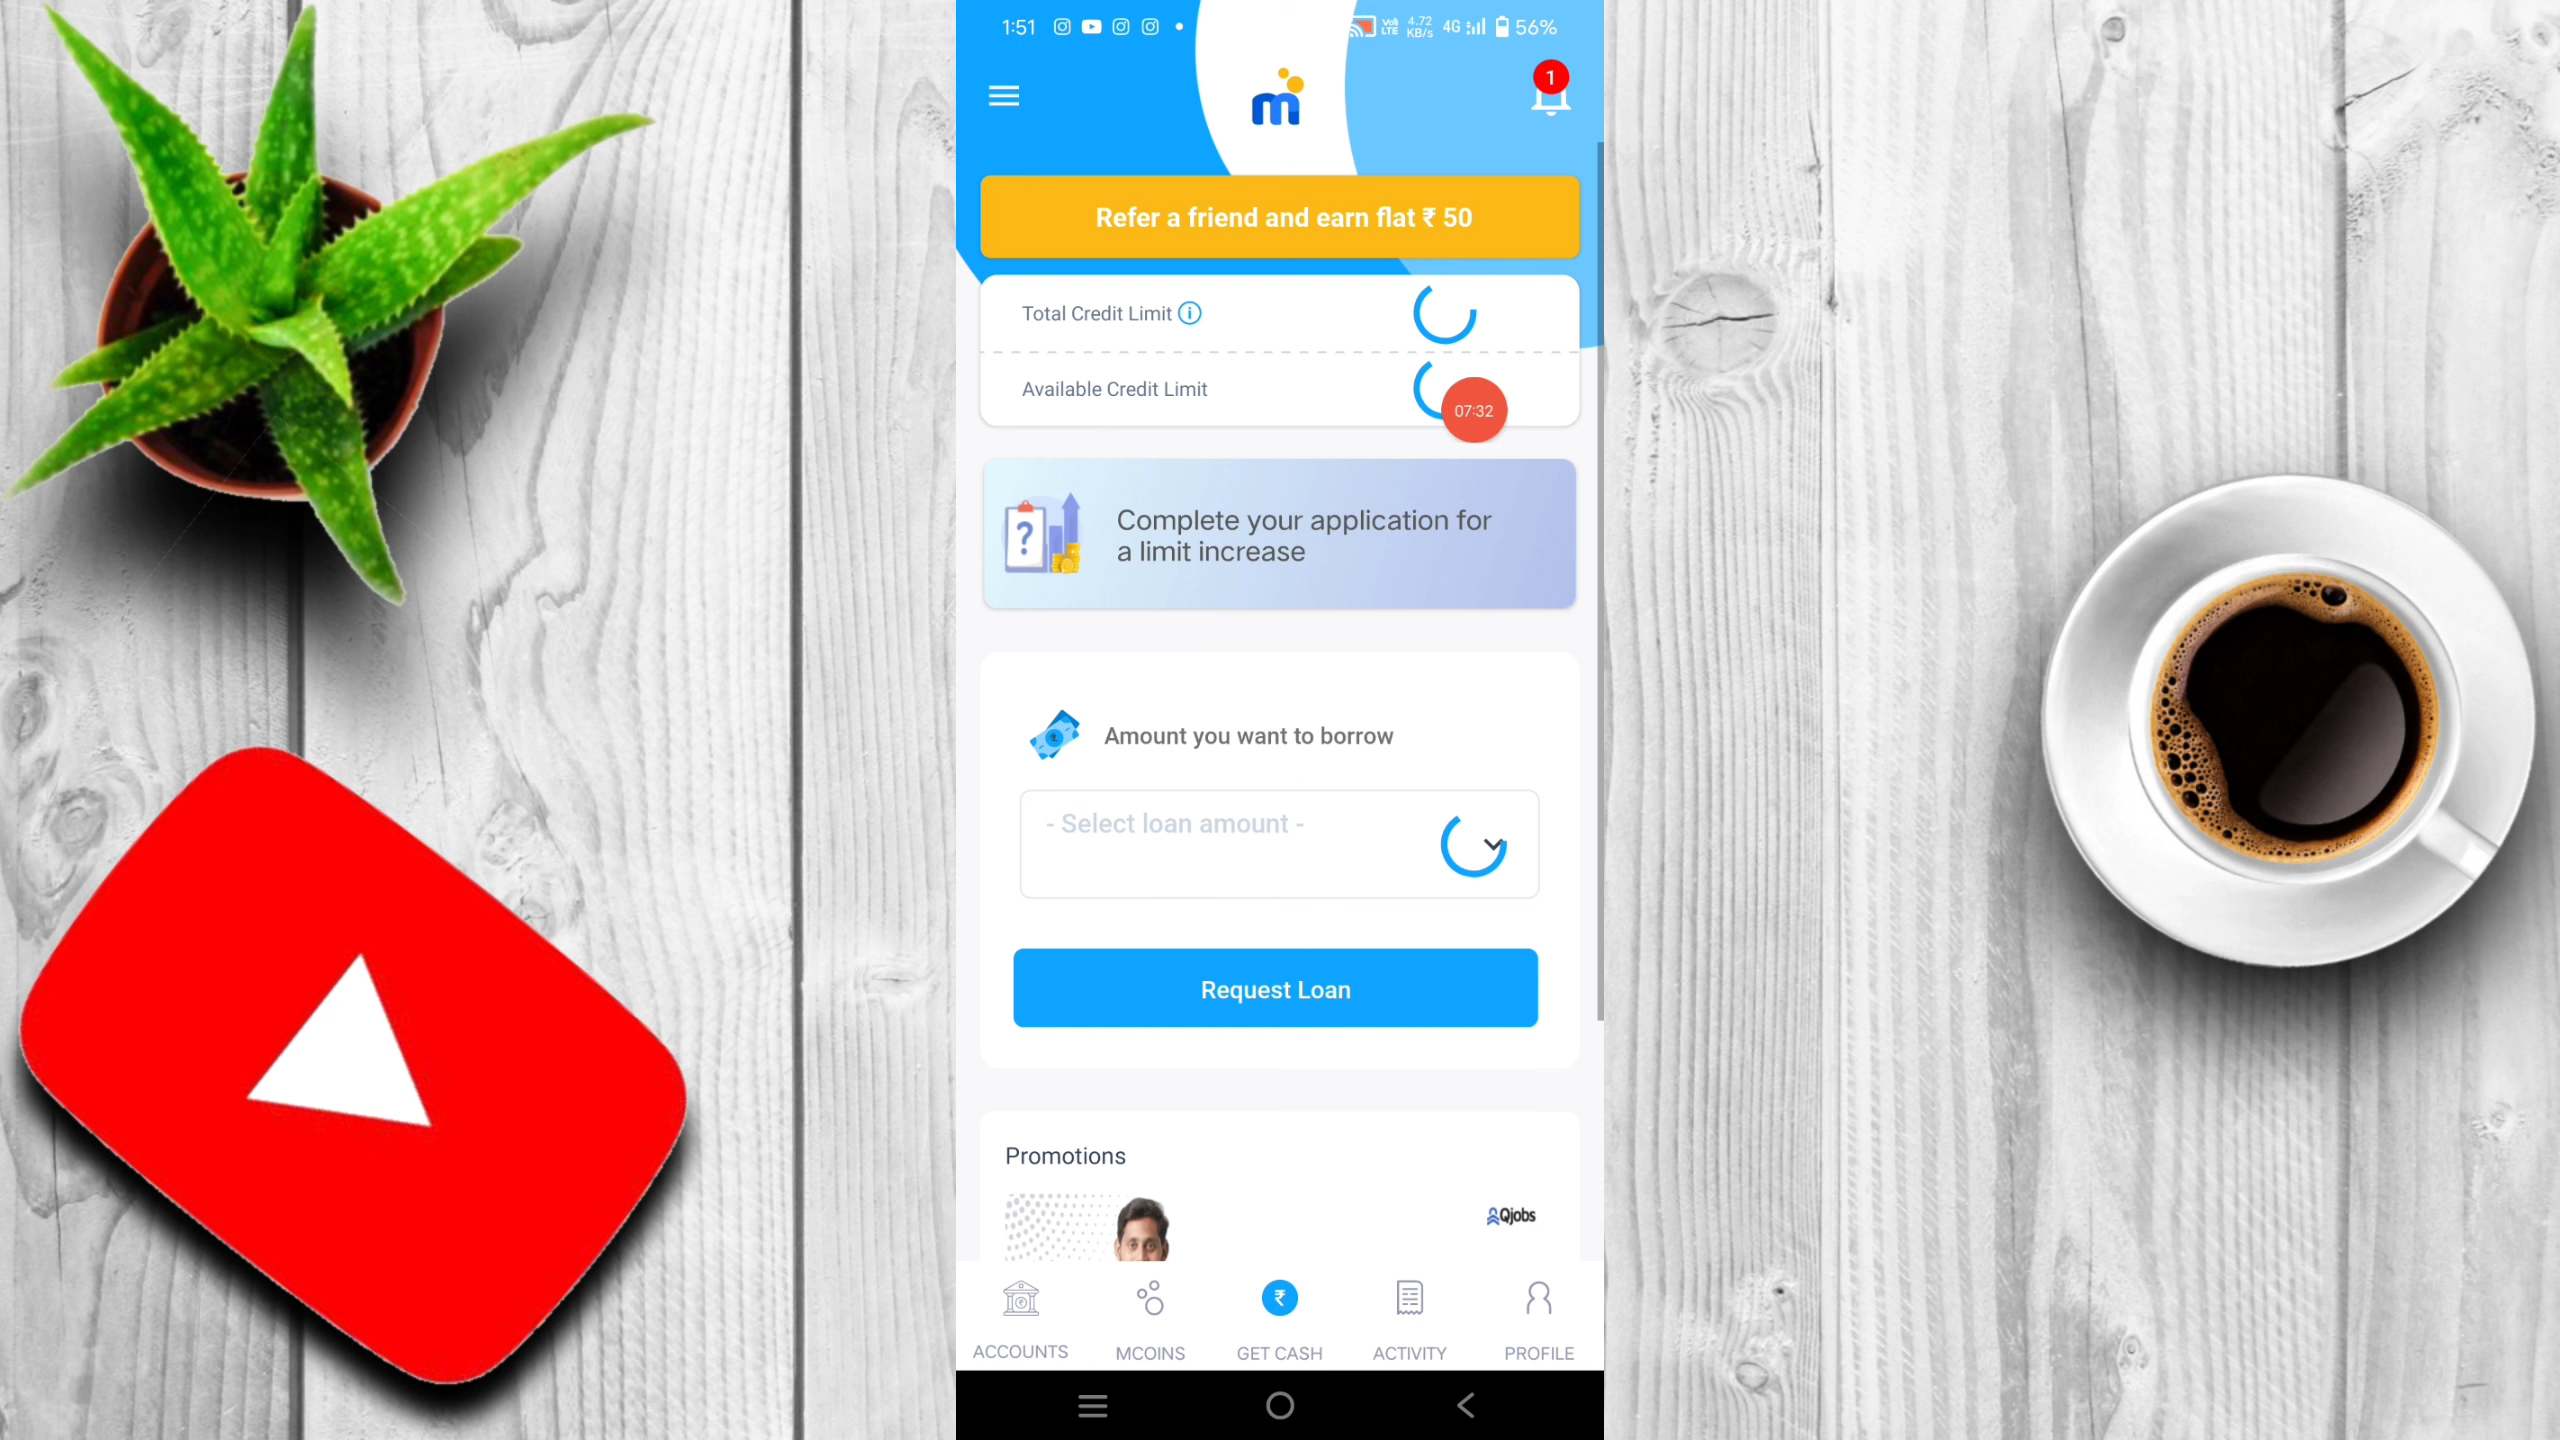 1:51
Vo)
LTE
4.72
KB/s
4G
56%
m
1
Refer a friend and earn flat ₹ 50
Total Credit Limit i
Available Credit Limit
07:32
?
Complete your application for
a limit increase
Amount you want to borrow
- Select loan amount -
Request Loan
Promotions
Qjobs
₹
ACCOUNTS
MCOINS
GET CASH
ACTIVITY
PROFILE